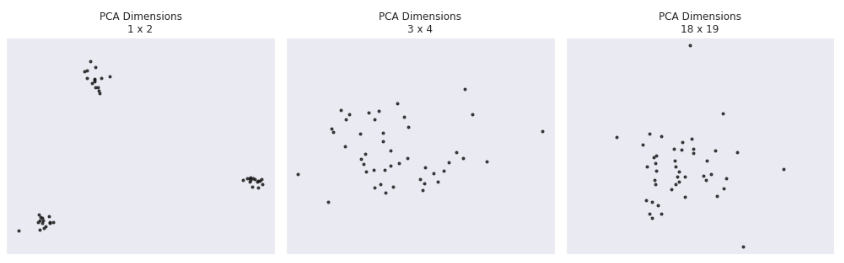 PCA Dimensions
1 x 2
PCA Dimensions
3 x 4
PCA Dimensions
18 x 19